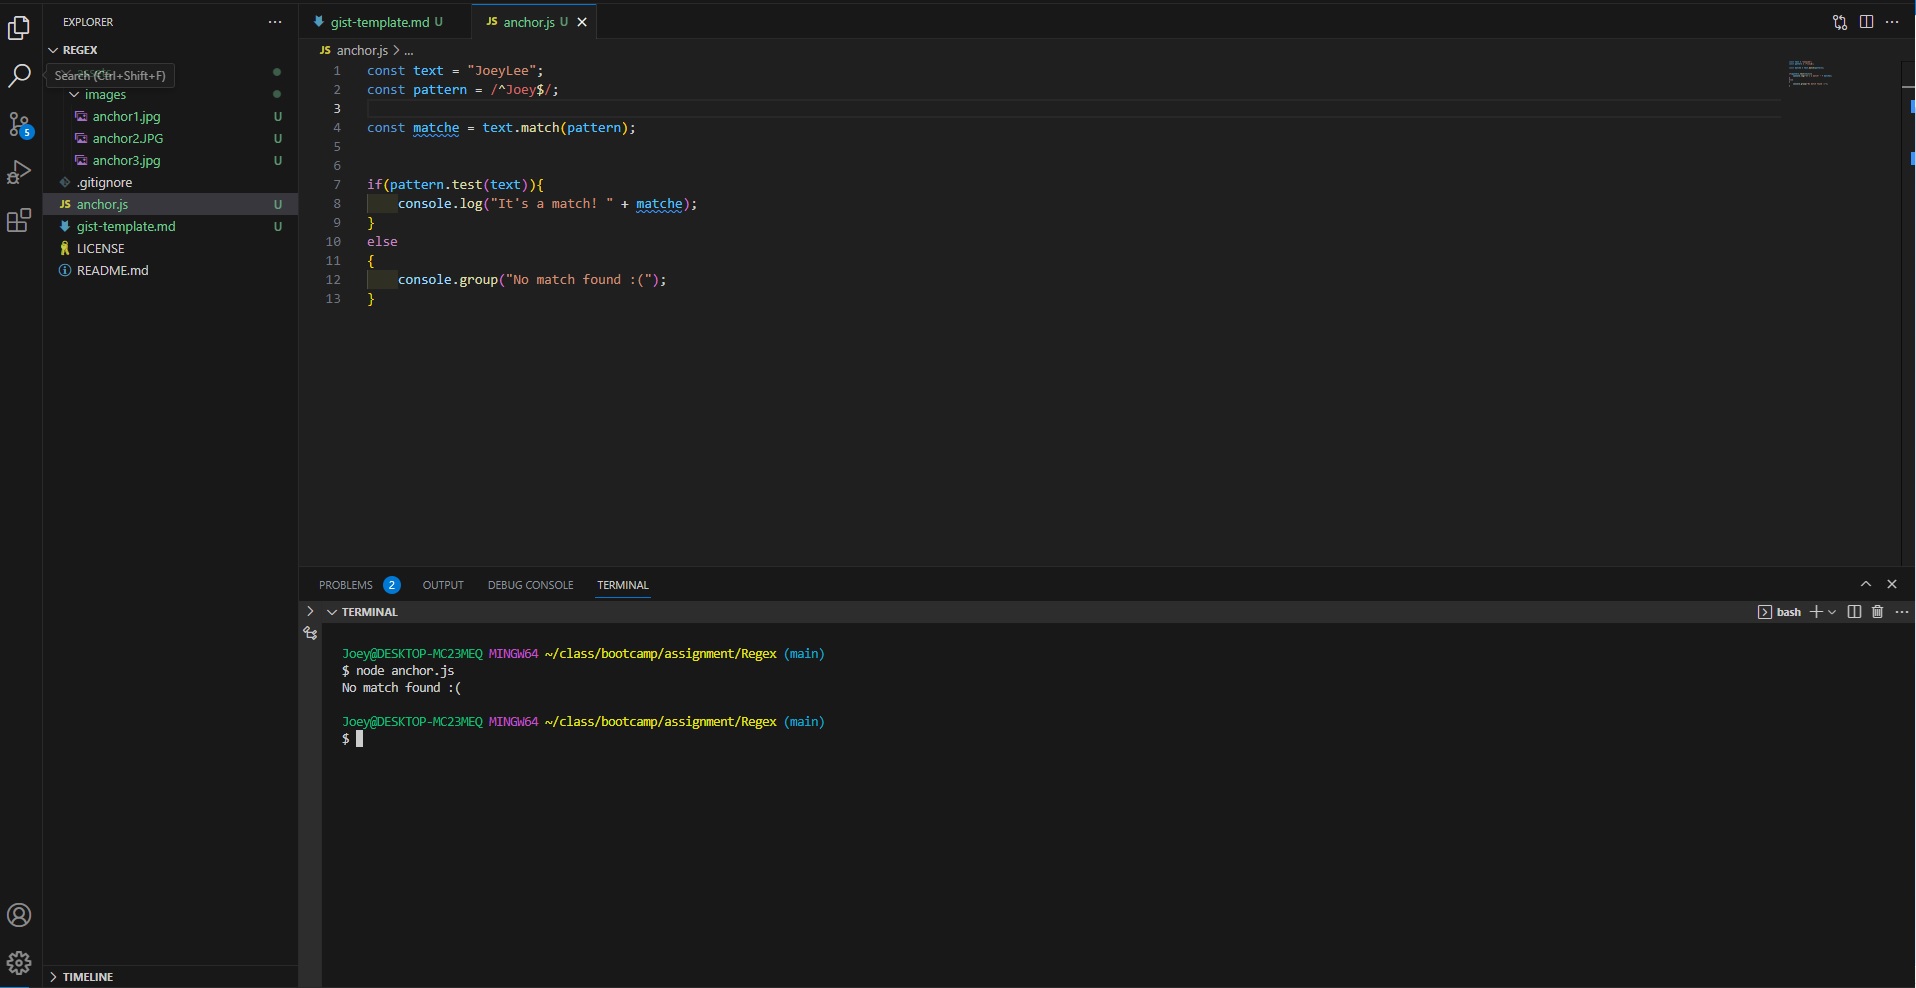 EXPLORER
REGEX
Search (Ctrl+Shift+F)
images
anchor1.jpg U
anchor2.JPG U
anchor3.jpg U
.gitignore
JS anchor.js U
gist-template.md U
LICENSE
README.md
5
TIMELINE
gist-template.md U
JS anchor.js U
JS anchor.js > ...
1 const text = "JoeyLee";
2 const pattern = /^Joey$/;
3
4 const matche = text.match(pattern);
5
6
7 if(pattern.test(text)){
8 console.log("It's a match! " + matche);
9 }
10 else
11 {
12 console.group("No match found :(");
13 }
PROBLEMS 2 OUTPUT DEBUG CONSOLE TERMINAL
TERMINAL
bash
Joey@DESKTOP-MC23MEQ MINGW64 ~/class/bootcamp/assignment/Regex (main)
$ node anchor.js
No match found :(
Joey@DESKTOP-MC23MEQ MINGW64 ~/class/bootcamp/assignment/Regex (main)
$